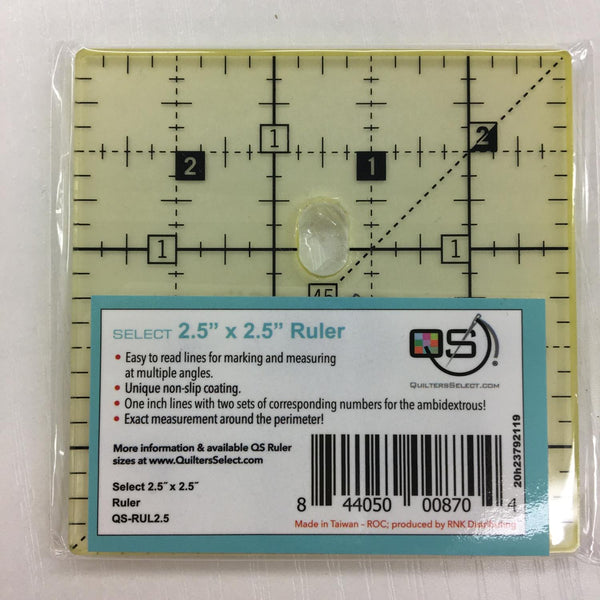 1
2
2
1
1
1
45
SELECT 2.5" x 2.5" Ruler
• Easy to read lines for marking and measuring
at multiple angles.
• Unique non-slip coating.
• One inch lines with two sets of corresponding numbers for the ambidextrous!
• Exact measurement around the perimeter!
QS
QUILTERSSELECT.COM
More information & available QS Ruler
sizes at www.QuiltersSelect.com
Select 2.5" x 2.5"
Ruler
QS-RUL2.5
8 44050 00870 4
Made in Taiwan - ROC; produced by RNK Distributing
20h23792119